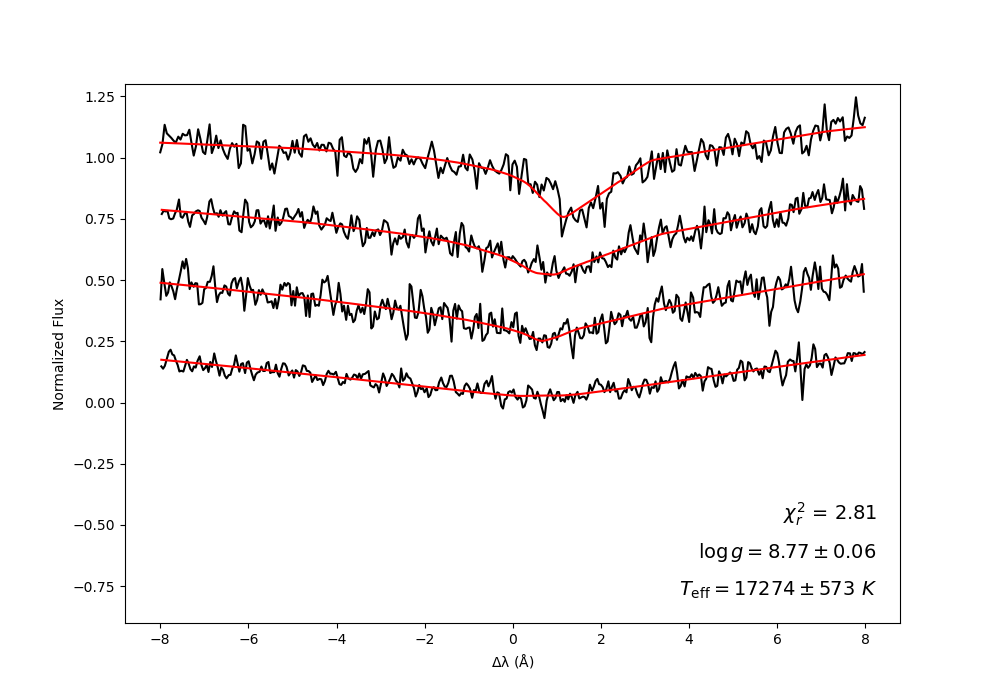 1.25
1.00
0.75
0.50
0.25
0.00
−0.25
−0.50
−0.75
Normalized Flux
χ²ᵣ = 2.81
log g = 8.77 ± 0.06
T_eff = 17274 ± 573 K
−8 −6 −4 −2 0 2 4 6 8
Δλ (Å)